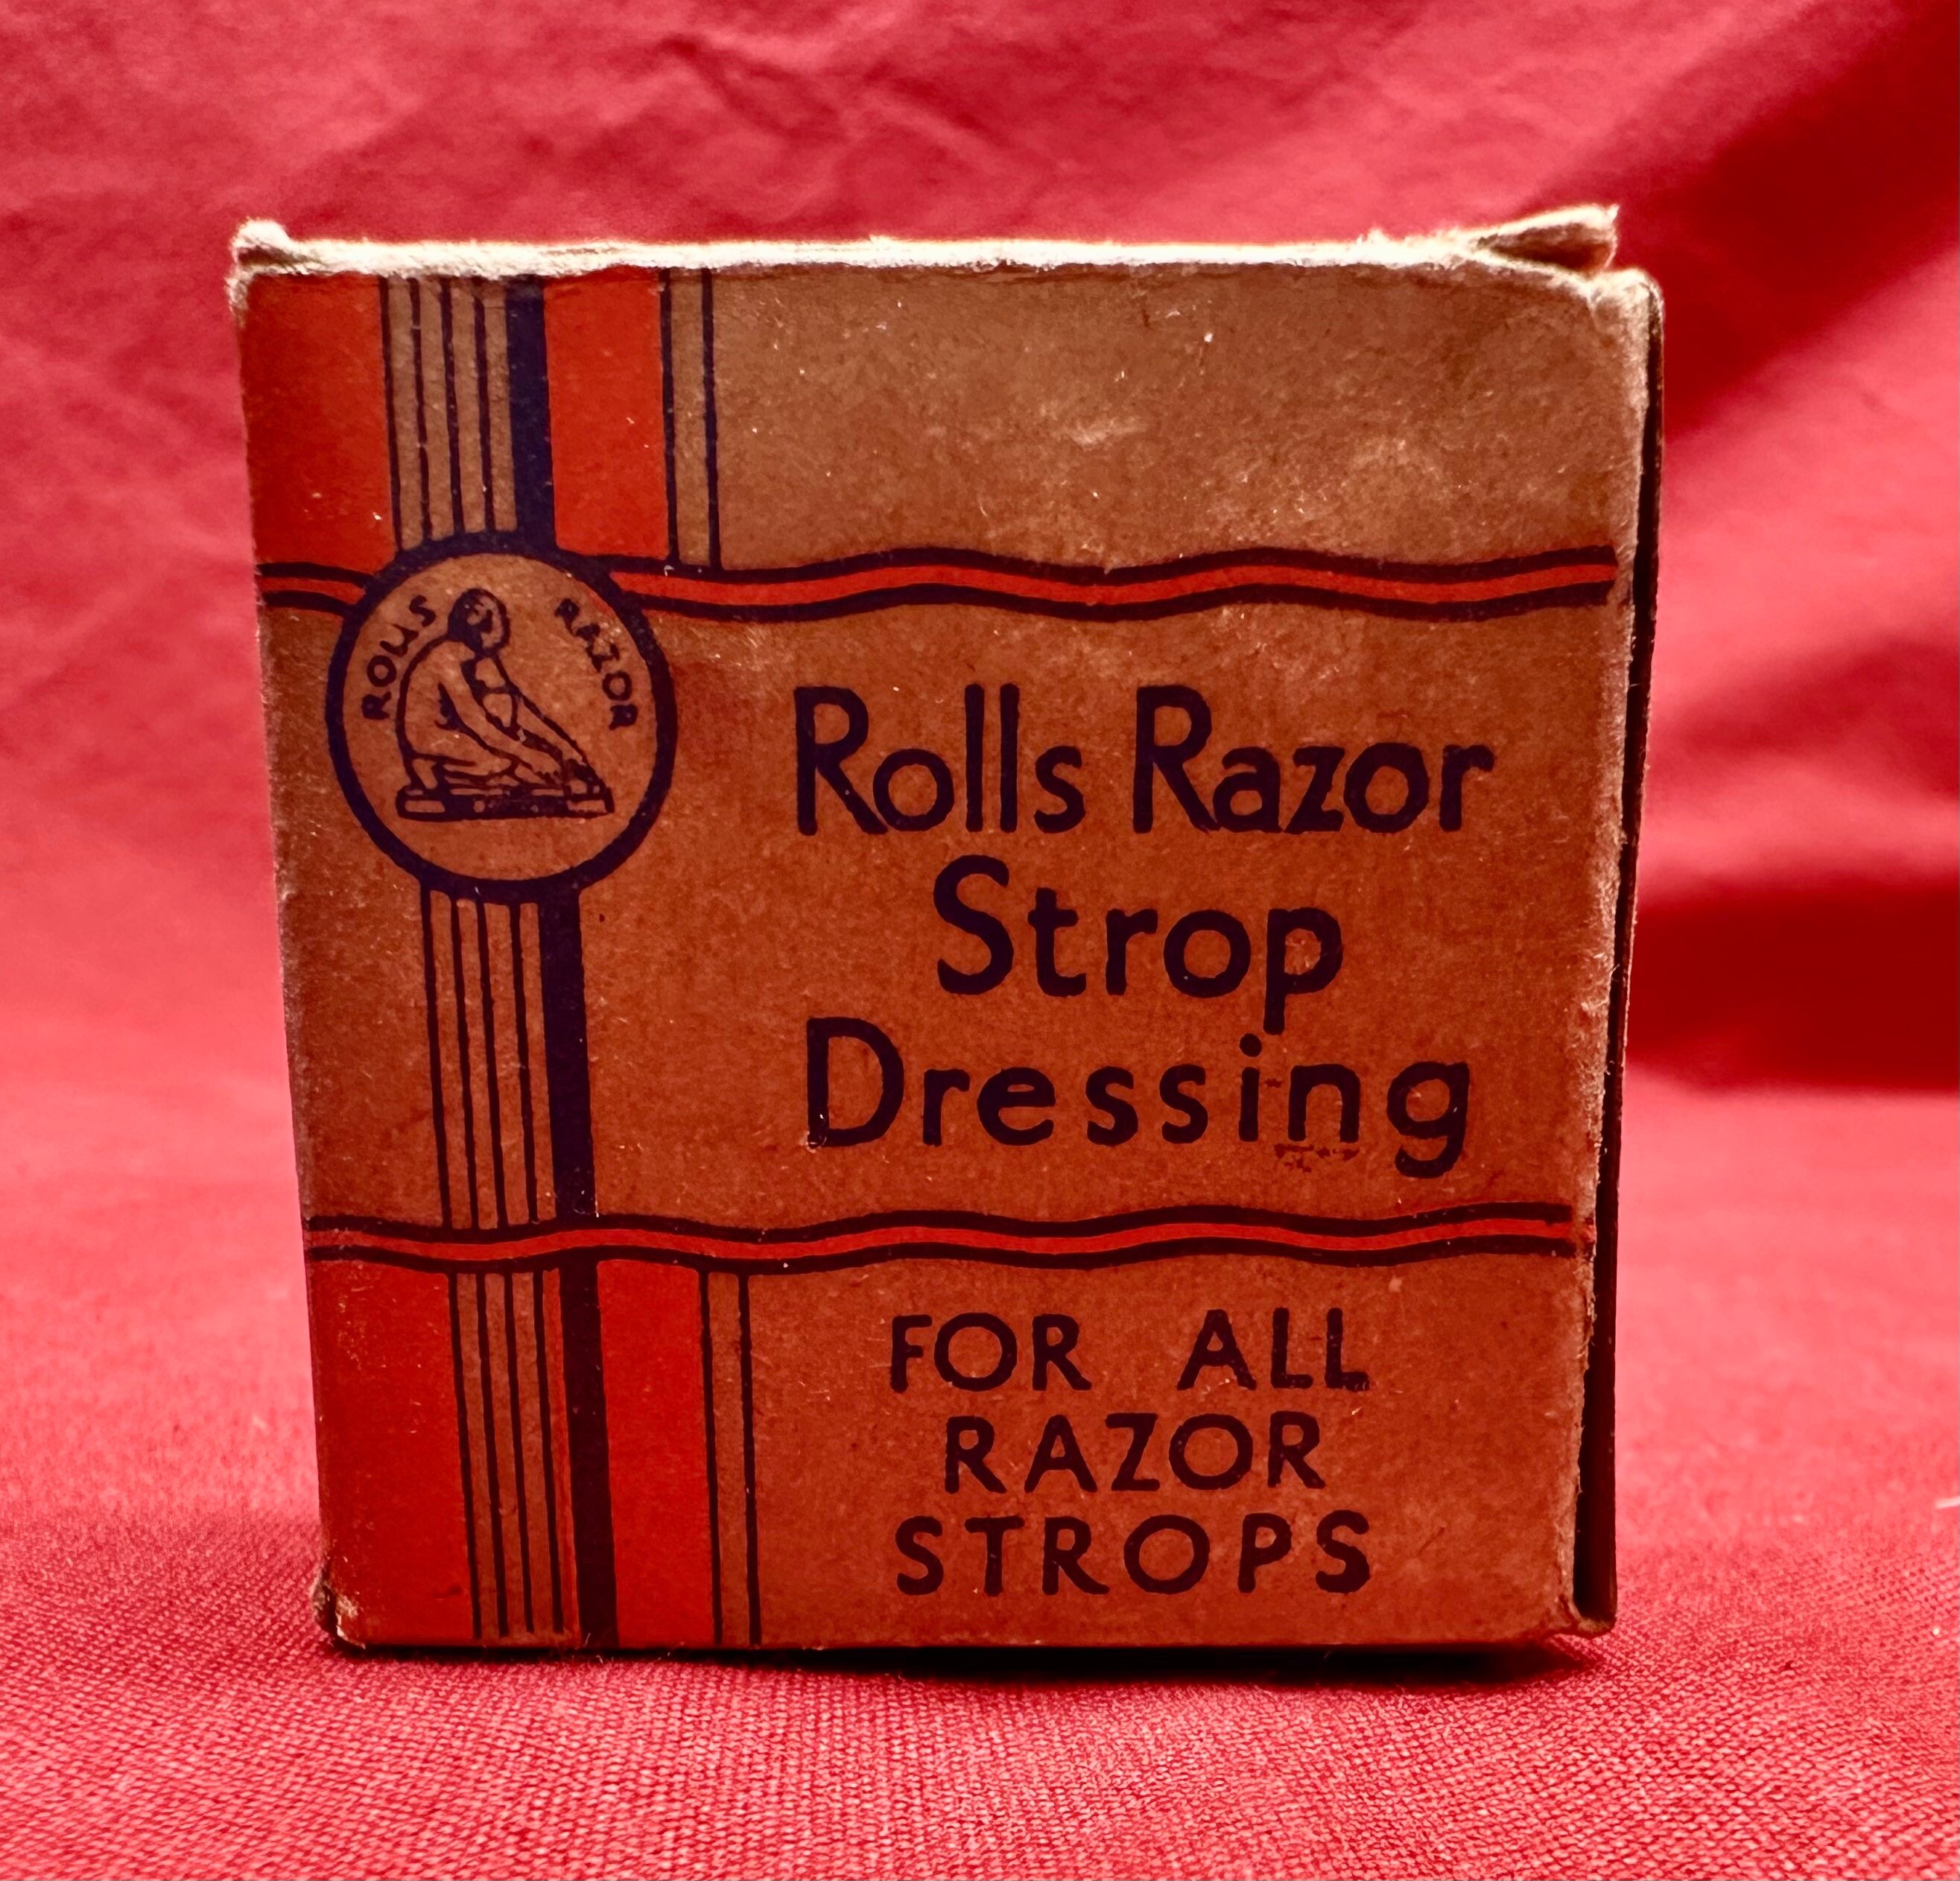 ROLLS RAZOR
Rolls Razor
Strop
Dressing
FOR ALL
RAZOR
STROPS